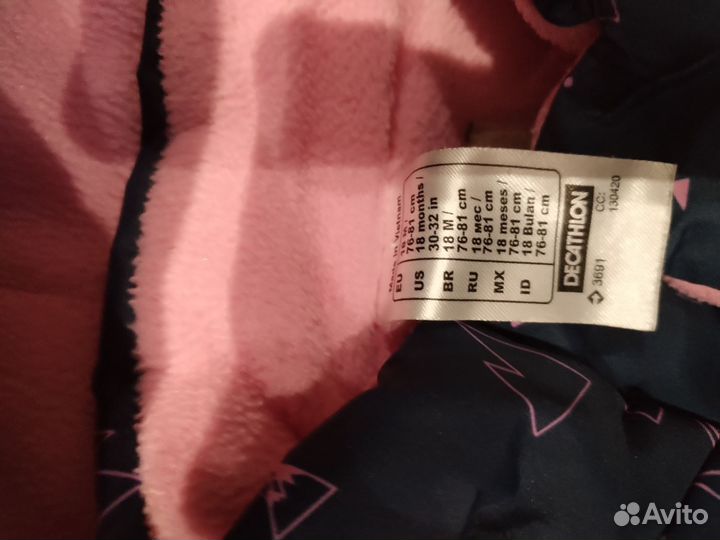 Made in Vietnam
EU 18 M / 76-81 cm
US 18 months / 30-32 in
BR 18 M / 76-81 cm
RU 18 мес / 76-81 cm
MX 18 meses / 76-81 cm
ID 18 Bulan / 76-81 cm
DECATHLON
3691
CC:
130420
Avito